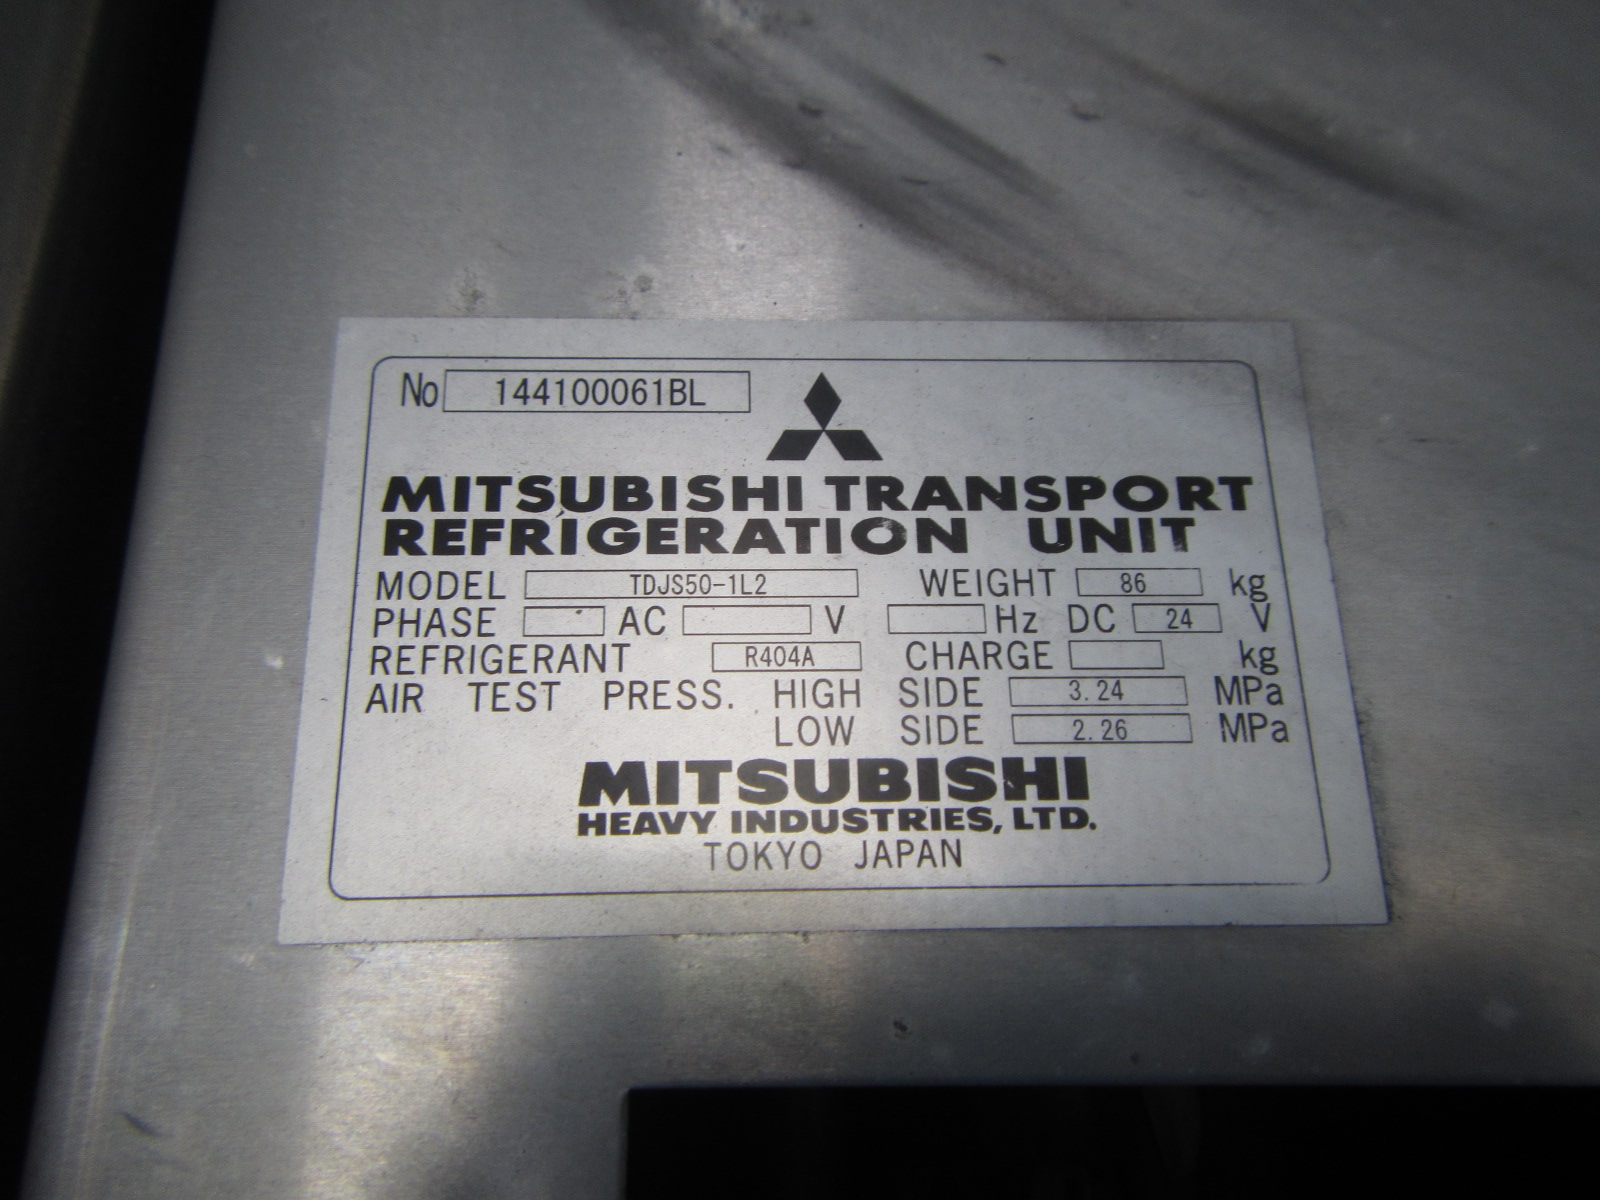 No 144100061BL
MITSUBISHI TRANSPORT
REFRIGERATION UNIT
MODEL TDJS50-1L2 WEIGHT 86 kg
PHASE AC V Hz DC 24 V
REFRIGERANT R404A CHARGE kg
AIR TEST PRESS. HIGH SIDE 3.24 MPa
LOW SIDE 2.26 MPa
MITSUBISHI
HEAVY INDUSTRIES, LTD.
TOKYO JAPAN